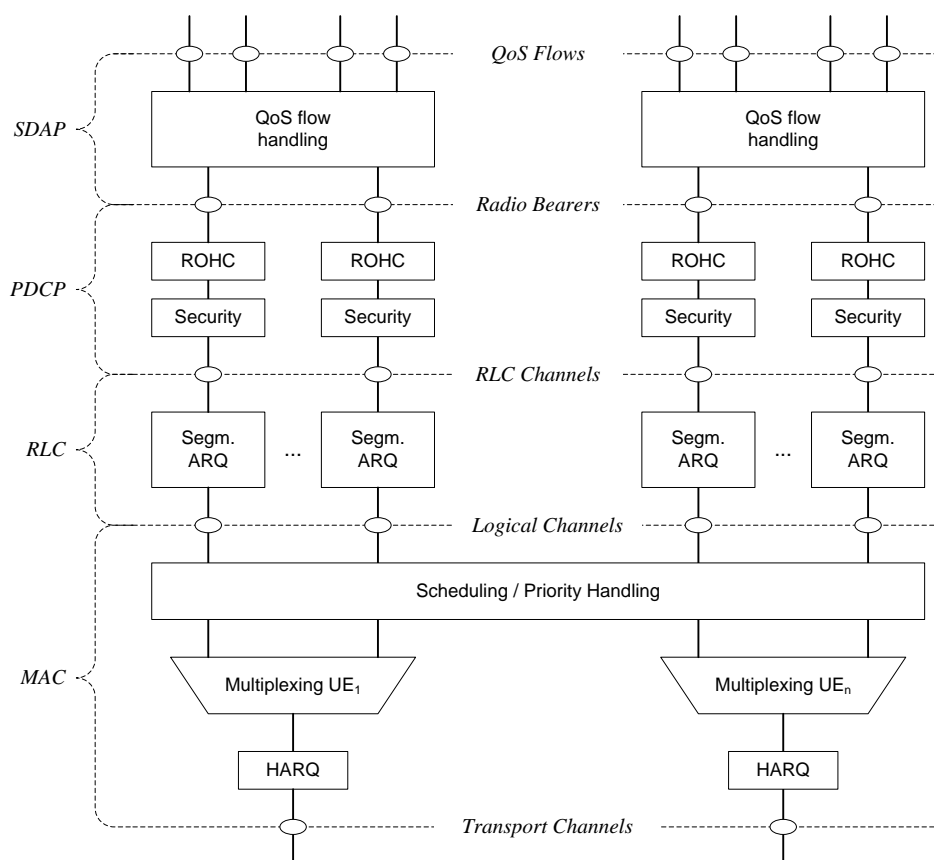 QoS Flows
SDAP
QoS flow
handling
QoS flow
handling
Radio Bearers
PDCP
ROHC
ROHC
ROHC
ROHC
Security
Security
Security
Security
RLC Channels
RLC
Segm.
ARQ
...
Segm.
ARQ
Segm.
ARQ
...
Segm.
ARQ
Logical Channels
MAC
Scheduling / Priority Handling
Multiplexing UE₁
Multiplexing UEₙ
HARQ
HARQ
Transport Channels